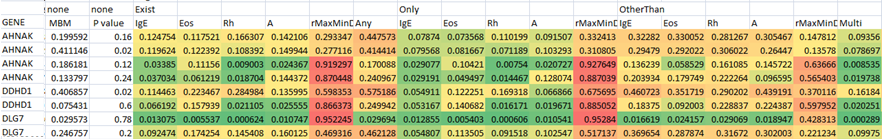 none none Exist Only OtherThan
GENE MBM P value IgE Eos Rh A rMaxMinD Any IgE Eos Rh A rMaxMinD IgE Eos Rh A rMaxMinD Multi
AHNAK 0.199592 0.16 0.124754 0.117521 0.166307 0.142106 0.293347 0.447573 0.07874 0.073568 0.110199 0.091507 0.332413 0.32282 0.330052 0.281267 0.305467 0.147812 0.09356
AHNAK 0.411146 0.02 0.119624 0.122392 0.108392 0.149944 0.277116 0.414414 0.079568 0.081667 0.071189 0.103293 0.310805 0.29479 0.292022 0.306022 0.26447 0.13578 0.078697
AHNAK 0.186181 0.12 0.03385 0.11156 0.009003 0.024367 0.919297 0.170088 0.029077 0.10421 0.00754 0.020727 0.927649 0.136239 0.058529 0.161085 0.145722 0.63666 0.008535
AHNAK 0.133797 0.24 0.037034 0.061219 0.018704 0.144372 0.870448 0.240967 0.029191 0.049497 0.014467 0.128074 0.887039 0.203934 0.179749 0.222264 0.096595 0.565403 0.019738
DDHD1 0.406857 0.02 0.114463 0.223467 0.284984 0.135995 0.598353 0.575186 0.054911 0.122251 0.169318 0.066866 0.675695 0.460723 0.351719 0.290202 0.439191 0.370116 0.16184
DDHD1 0.075431 0.6 0.066192 0.157939 0.021105 0.025555 0.866373 0.249942 0.053167 0.140682 0.016171 0.019671 0.885052 0.18375 0.092003 0.228837 0.224387 0.597952 0.020251
DLG7 0.029573 0.78 0.013075 0.005337 0.000624 0.010747 0.952245 0.029694 0.012855 0.005403 0.000606 0.010541 0.95284 0.016619 0.024157 0.029069 0.018947 0.428313 0.000289
DLG7 0.246757 0.2 0.092474 0.174254 0.145408 0.160125 0.469316 0.462128 0.054807 0.113505 0.091518 0.102547 0.517137 0.369654 0.287874 0.31672 0.302003 0.221234 0.09995